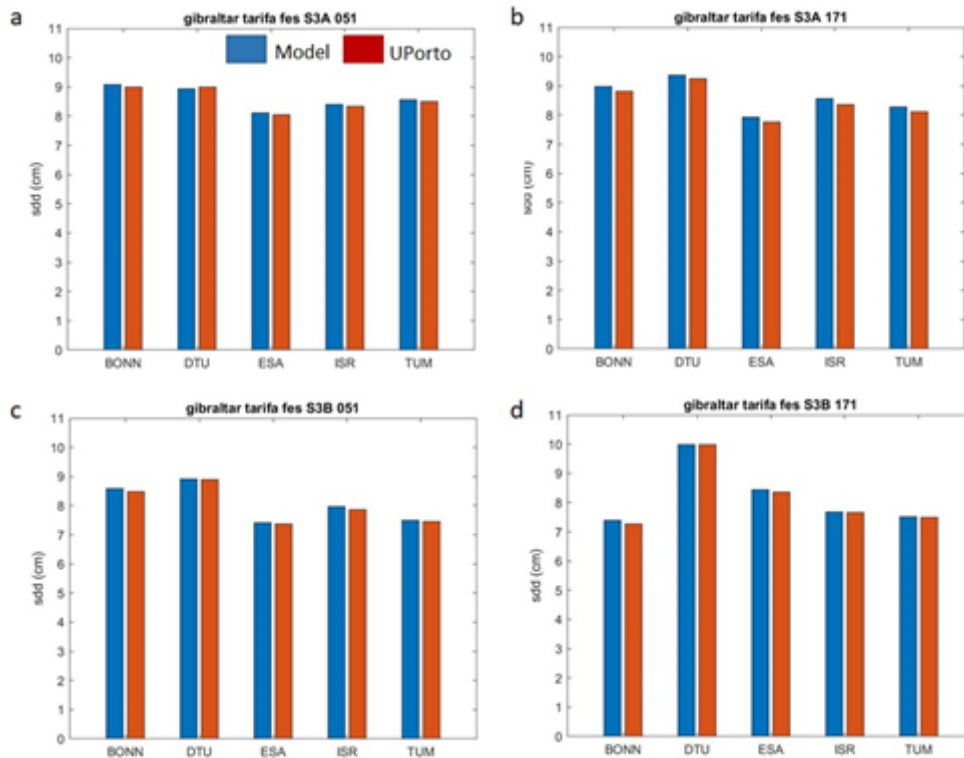 a
gibraltar tarifa fes S3A 051
Model
UPorto
11
10
9
8
7
6
5
4
3
2
1
0
sdd (cm)
BONN DTU ESA ISR TUM
b
gibraltar tarifa fes S3A 171
11
10
9
8
7
6
5
4
3
2
1
0
sdd (cm)
BONN DTU ESA ISR TUM
c
gibraltar tarifa fes S3B 051
11
10
9
8
7
6
5
4
3
2
1
0
sdd (cm)
BONN DTU ESA ISR TUM
d
gibraltar tarifa fes S3B 171
11
10
9
8
7
6
5
4
3
2
1
0
sdd (cm)
BONN DTU ESA ISR TUM